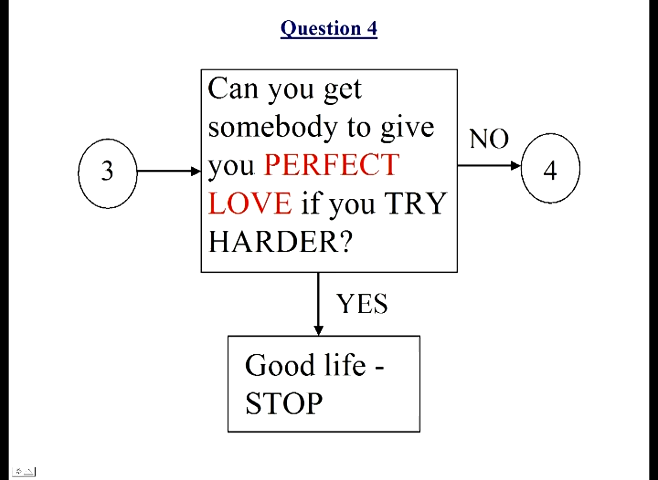 Question 4
Can you get
somebody to give
you PERFECT
LOVE if you TRY
HARDER?
3
NO
4
YES
Good life -
STOP